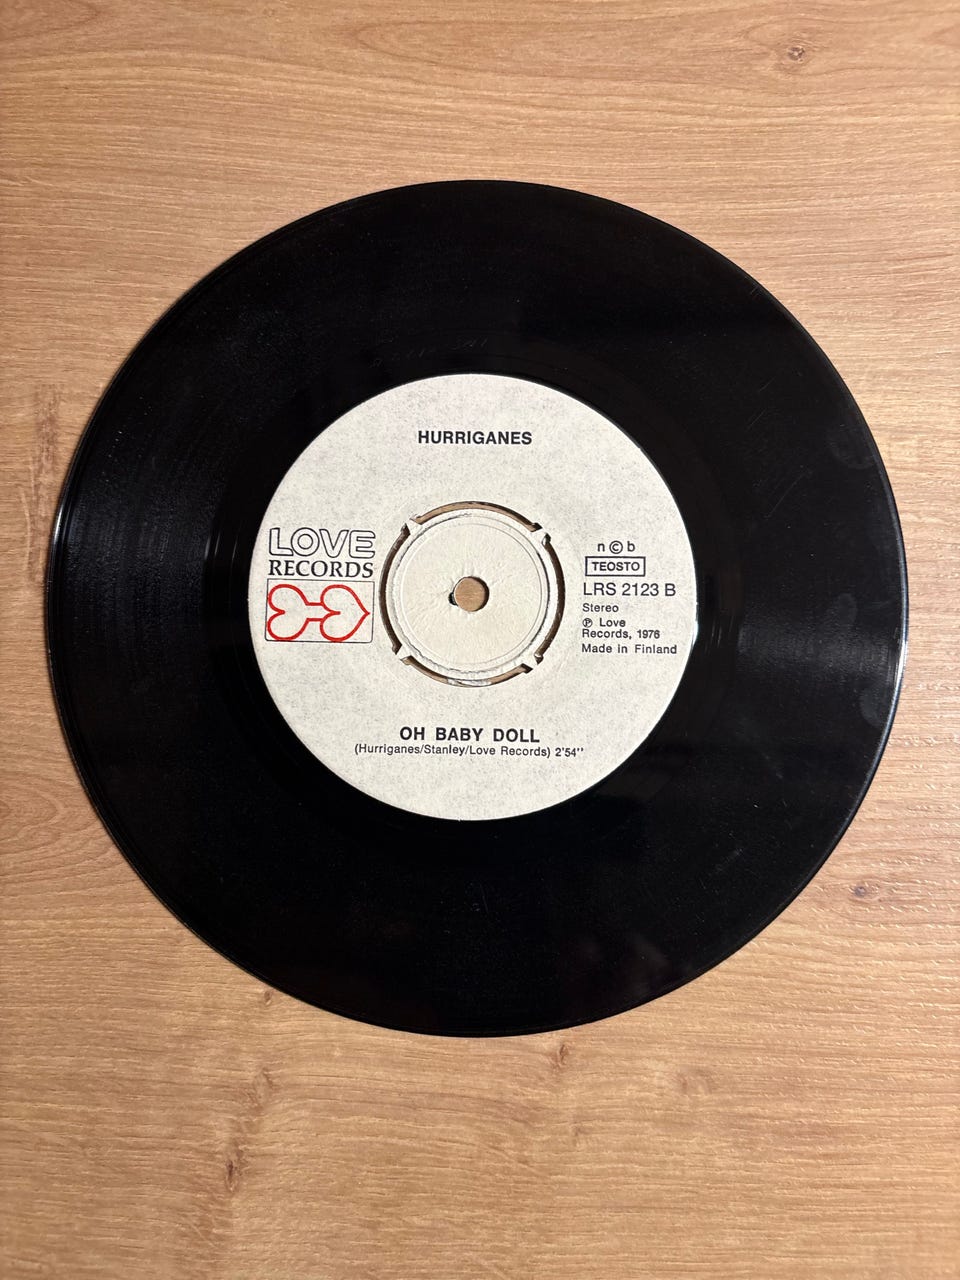 HURRIGANES
LOVE
RECORDS
n©b
TEOSTO
LRS 2123 B
Stereo
℗ Love
Records, 1976
Made in Finland
OH BABY DOLL
(Hurriganes/Stanley/Love Records) 2'54''